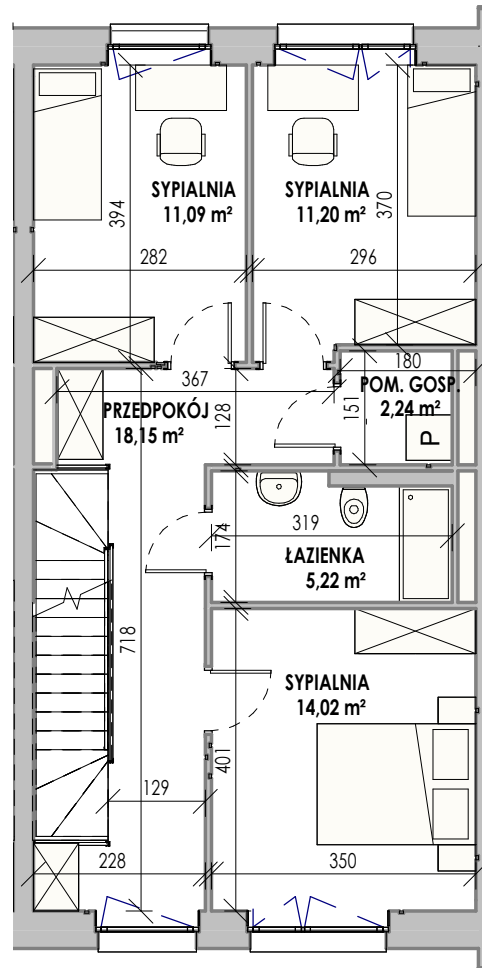 SYPIALNIA
11,09 m²
SYPIALNIA
11,20 m²
394
370
282
296
367
180
PRZEDPOKÓJ
18,15 m²
128
151
POM. GOSP.
2,24 m²
P
174
319
ŁAZIENKA
5,22 m²
718
SYPIALNIA
14,02 m²
401
129
228
350